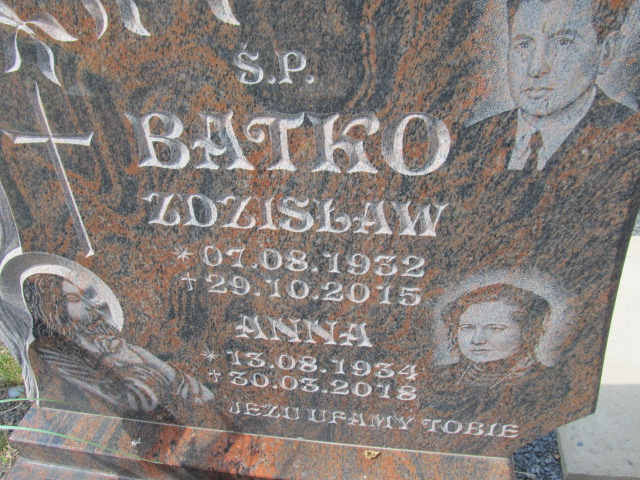 Ś.P.
BATKO
ZDZISŁAW
* 07.08.1932
+ 29.10.2015
ANNA
* 13.08.1934
+ 30.03.2018
JEZU UFAMY TOBIE